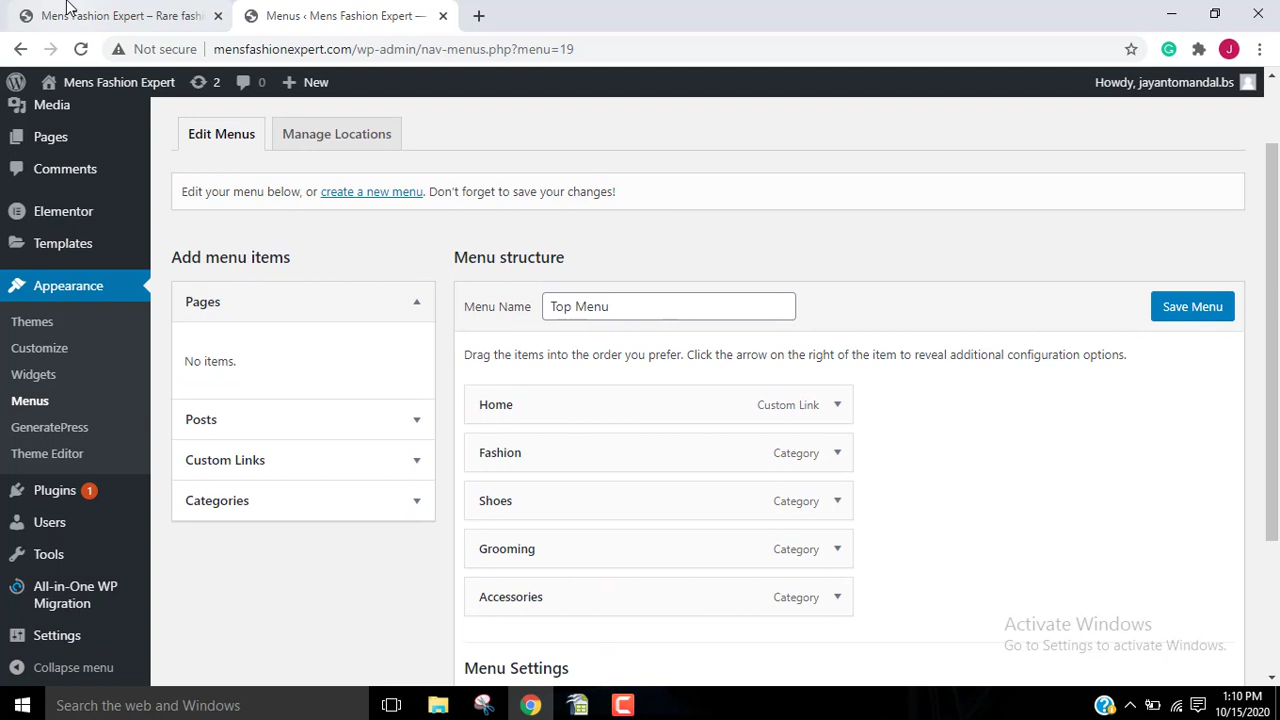 Mens Fashion Expert – Rare fash
Menus ‹ Mens Fashion Expert —
Not secure mensfashionexpert.com/wp-admin/nav-menus.php?menu=19
J
Mens Fashion Expert 2 0 New
Howdy, jayantomandal.bs
Media
Pages
Comments
Elementor
Templates
Appearance
Themes
Customize
Widgets
Menus
GeneratePress
Theme Editor
Plugins 1
Users
Tools
All-in-One WP
Migration
Settings
Collapse menu
Edit Menus
Manage Locations
Edit your menu below, or create a new menu. Don't forget to save your changes!
Add menu items
Pages
No items.
Posts
Custom Links
Categories
Menu structure
Menu Name Top Menu
Save Menu
Drag the items into the order you prefer. Click the arrow on the right of the item to reveal additional configuration options.
Home Custom Link
Fashion Category
Shoes Category
Grooming Category
Accessories Category
Menu Settings
Activate Windows
Go to Settings to activate Windows.
Search the web and Windows
1:10 PM
10/15/2020